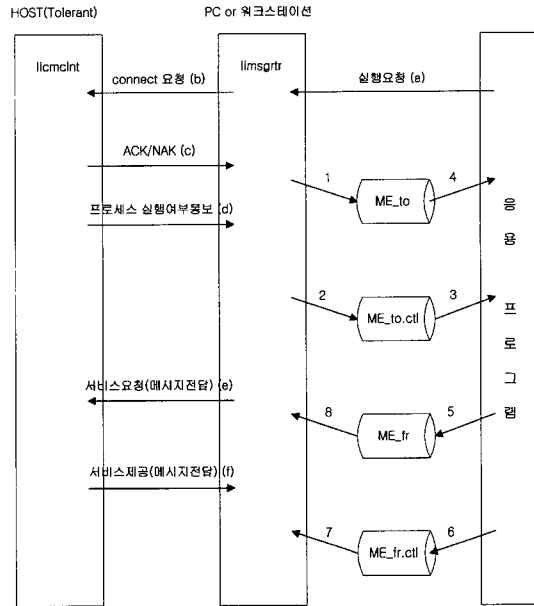 HOST(Tolerant)
PC or 워크스테이션
licmclnt
limsgrtr
connect 요청 (b)
실행요청 (a)
ACK/NAK (c)
1
4
ME_to
프로세스 실행여부통보 (d)
2
3
ME_to.ctl
서비스요청(메시지전달) (e)
8
5
ME_fr
서비스제공(메시지전달) (f)
7
6
ME_fr.ctl
응용 프로그램